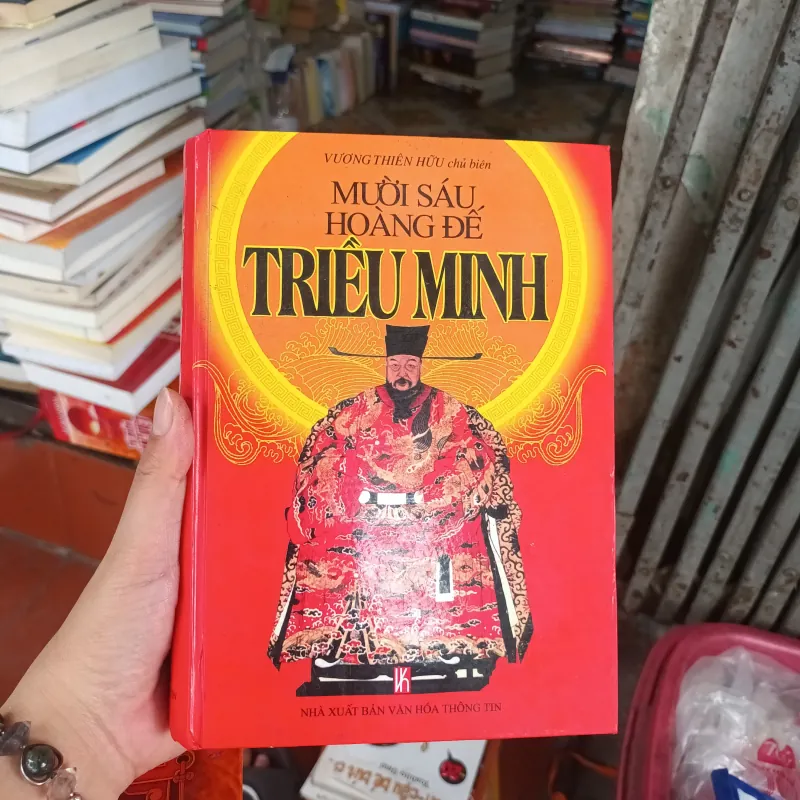 VƯƠNG THIÊN HỮU chủ biên
MƯỜI SÁU
HOÀNG ĐẾ
TRIỀU MINH
NHÀ XUẤT BẢN VĂN HÓA THÔNG TIN